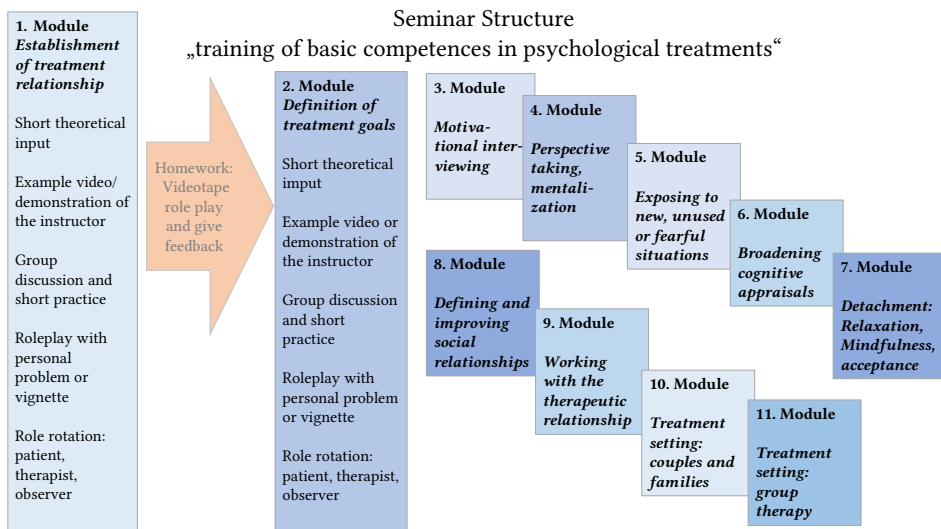 Seminar Structure
„training of basic competences in psychological treatments“
1. Module
Establishment
of treatment
relationship
Short theoretical
input
Example video/
demonstration of
the instructor
Group
discussion and
short practice
Roleplay with
personal
problem or
vignette
Role rotation:
patient,
therapist,
observer
Homework:
Videotape
role play
and give
feedback
2. Module
Definition of
treatment goals
Short theoretical
imput
Example video or
demonstration of
the instructor
Group discussion
and short
practice
Roleplay with
personal problem
or vignette
Role rotation:
patient, therapist,
observer
3. Module
Motiva-
tional inter-
viewing
4. Module
Perspective
taking,
mentali-
zation
5. Module
Exposing to
new, unused
or fearful
situations
6. Module
Broadening
cognitive
appraisals
7. Module
Detachment:
Relaxation,
Mindfulness,
acceptance
8. Module
Defining and
improving
social
relationships
9. Module
Working
with the
therapeutic
relationship
10. Module
Treatment
setting:
couples and
families
11. Module
Treatment
setting:
group
therapy